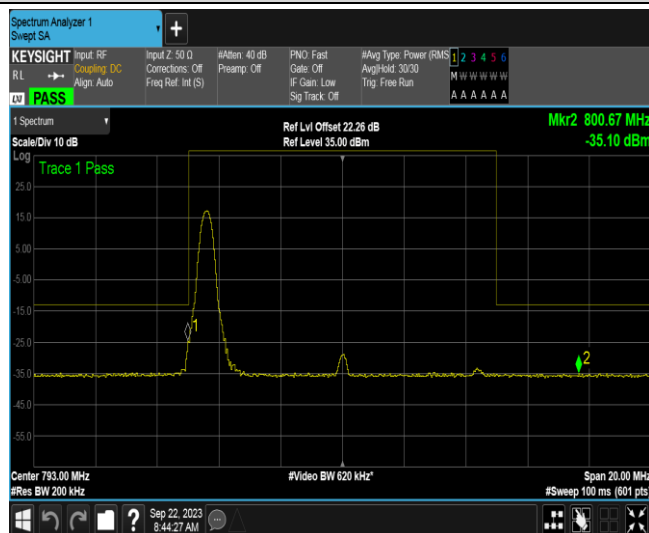 Spectrum Analyzer 1
Swept SA
+
KEYSIGHT
RL
LXI PASS
Input: RF
Coupling: DC
Align: Auto
Input Z: 50 Ω
Corrections: Off
Freq Ref: Int (S)
#Atten: 40 dB
Preamp: Off
PNO: Fast
Gate: Off
IF Gain: Low
Sig Track: Off
#Avg Type: Power (RMS
Avg|Hold: 30/30
Trig: Free Run
1 2 3 4 5 6
M W W W W W
A A A A A A
1 Spectrum
Scale/Div 10 dB
Ref Lvl Offset 22.26 dB
Ref Level 35.00 dBm
Mkr2 800.67 MHz
-35.10 dBm
Log
Trace 1 Pass
25.0
15.0
5.00
-5.00
-15.0
-25.0
-35.0
-45.0
-55.0
1
2
Center 793.00 MHz
#Res BW 200 kHz
#Video BW 620 kHz*
Span 20.00 MHz
#Sweep 100 ms (601 pts)
?
Sep 22, 2023
8:44:27 AM